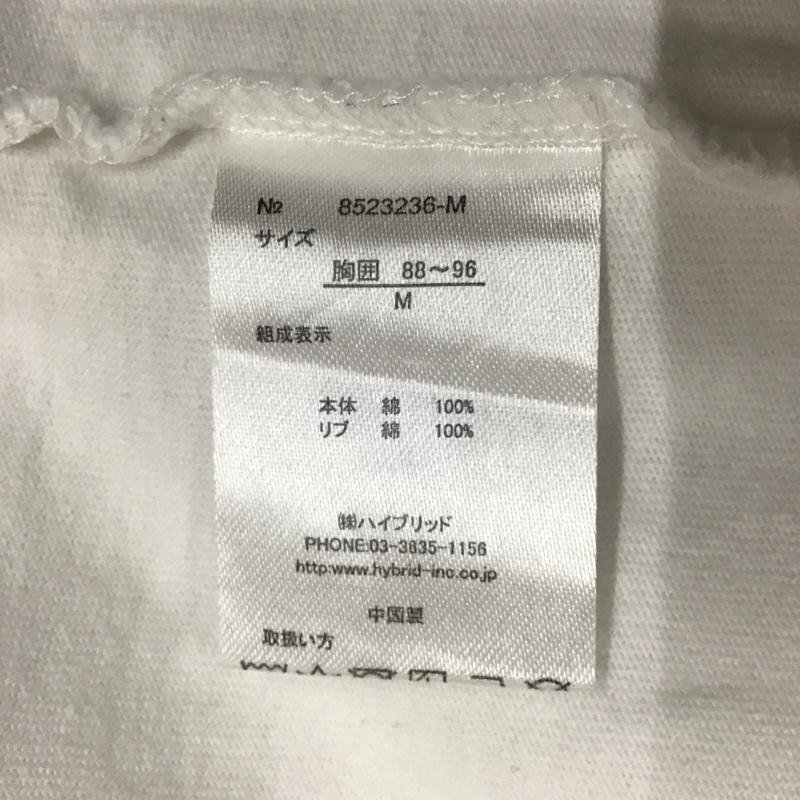 № 8523236-M
サイズ
胸囲 88～96
M
組成表示
本体 綿 100%
リブ 綿 100%
㈱ハイブリッド
PHONE:03-3635-1156
http:www.hybrid-inc.co.jp
中国製
取扱い方